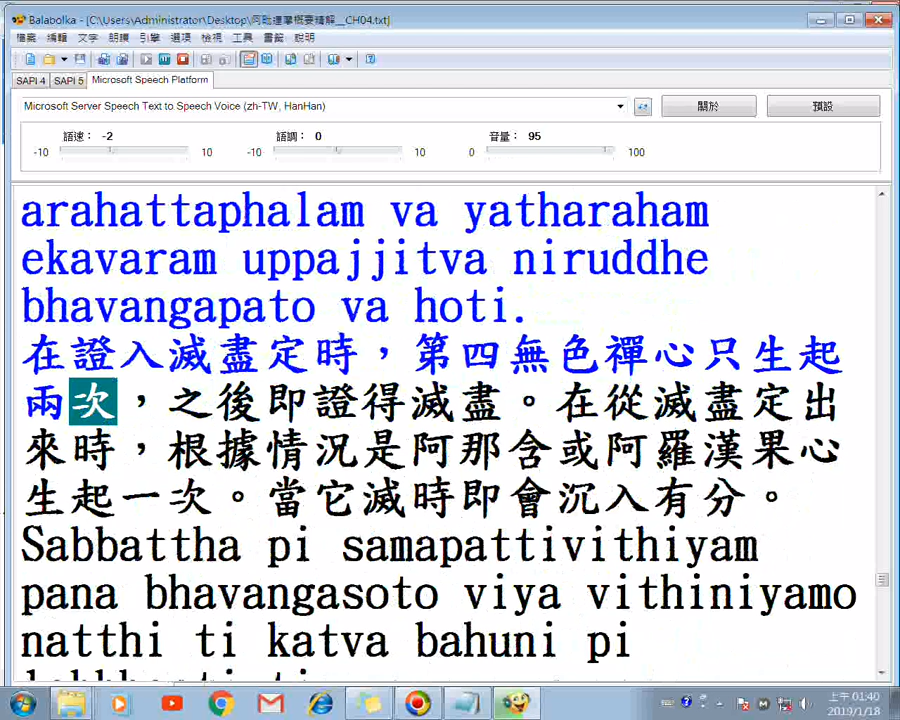 Balabolka - [C:\Users\Administrator\Desktop\阿毗達摩概要精解__CH04.txt]
檔案 編輯 文字 朗讀 引擎 選項 檢視 工具 書籤 說明
SAPI 4 SAPI 5 Microsoft Speech Platform
Microsoft Server Speech Text to Speech Voice (zh-TW, HanHan) 關於 預設
語速： -2 語調： 0 音量： 95
-10 10 -10 10 0 100
arahattaphalam va yatharaham
ekavaram uppajjitva niruddhe
bhavangapato va hoti.
在證入滅盡定時，第四無色禪心只生起
兩次，之後即證得滅盡。在從滅盡定出
來時，根據情況是阿那含或阿羅漢果心
生起一次。當它滅時即會沉入有分。
Sabbattha pi samapattivithiyam
pana bhavangasoto viya vithiniyamo
natthi ti katva bahuni pi
上午 01:40
2019/1/18